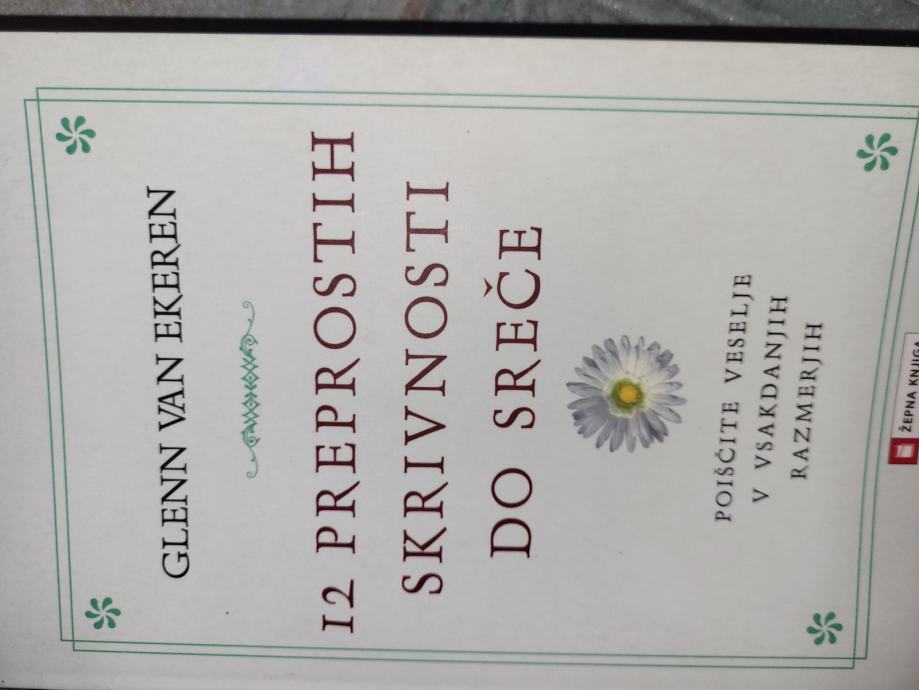 GLENN VAN EKEREN
12 PREPROSTIH
SKRIVNOSTI
DO SREČE
POIŠČITE VESELJE
V VSAKDANJIH
RAZMERJIH
ŽEPNA KNJIGA